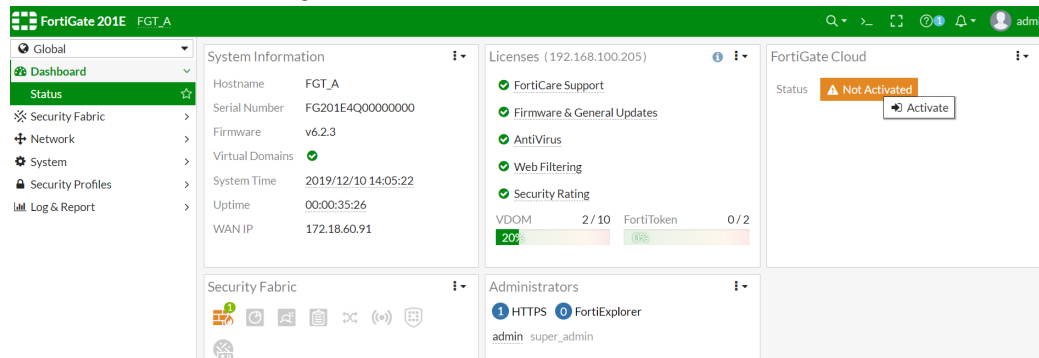 FortiGate 201E FGT_A
1
admi
Global
Dashboard
Status
Security Fabric
Network
System
Security Profiles
Log & Report
System Information
Hostname FGT_A
Serial Number FG201E4Q00000000
Firmware v6.2.3
Virtual Domains
System Time 2019/12/10 14:05:22
Uptime 00:00:35:26
WAN IP 172.18.60.91
Licenses (192.168.100.205)
FortiCare Support
Firmware & General Updates
AntiVirus
Web Filtering
Security Rating
VDOM 2 / 10 FortiToken 0 / 2
20% 0%
FortiGate Cloud
Status Not Activated
Activate
Security Fabric
1
Administrators
1 HTTPS 0 FortiExplorer
admin super_admin